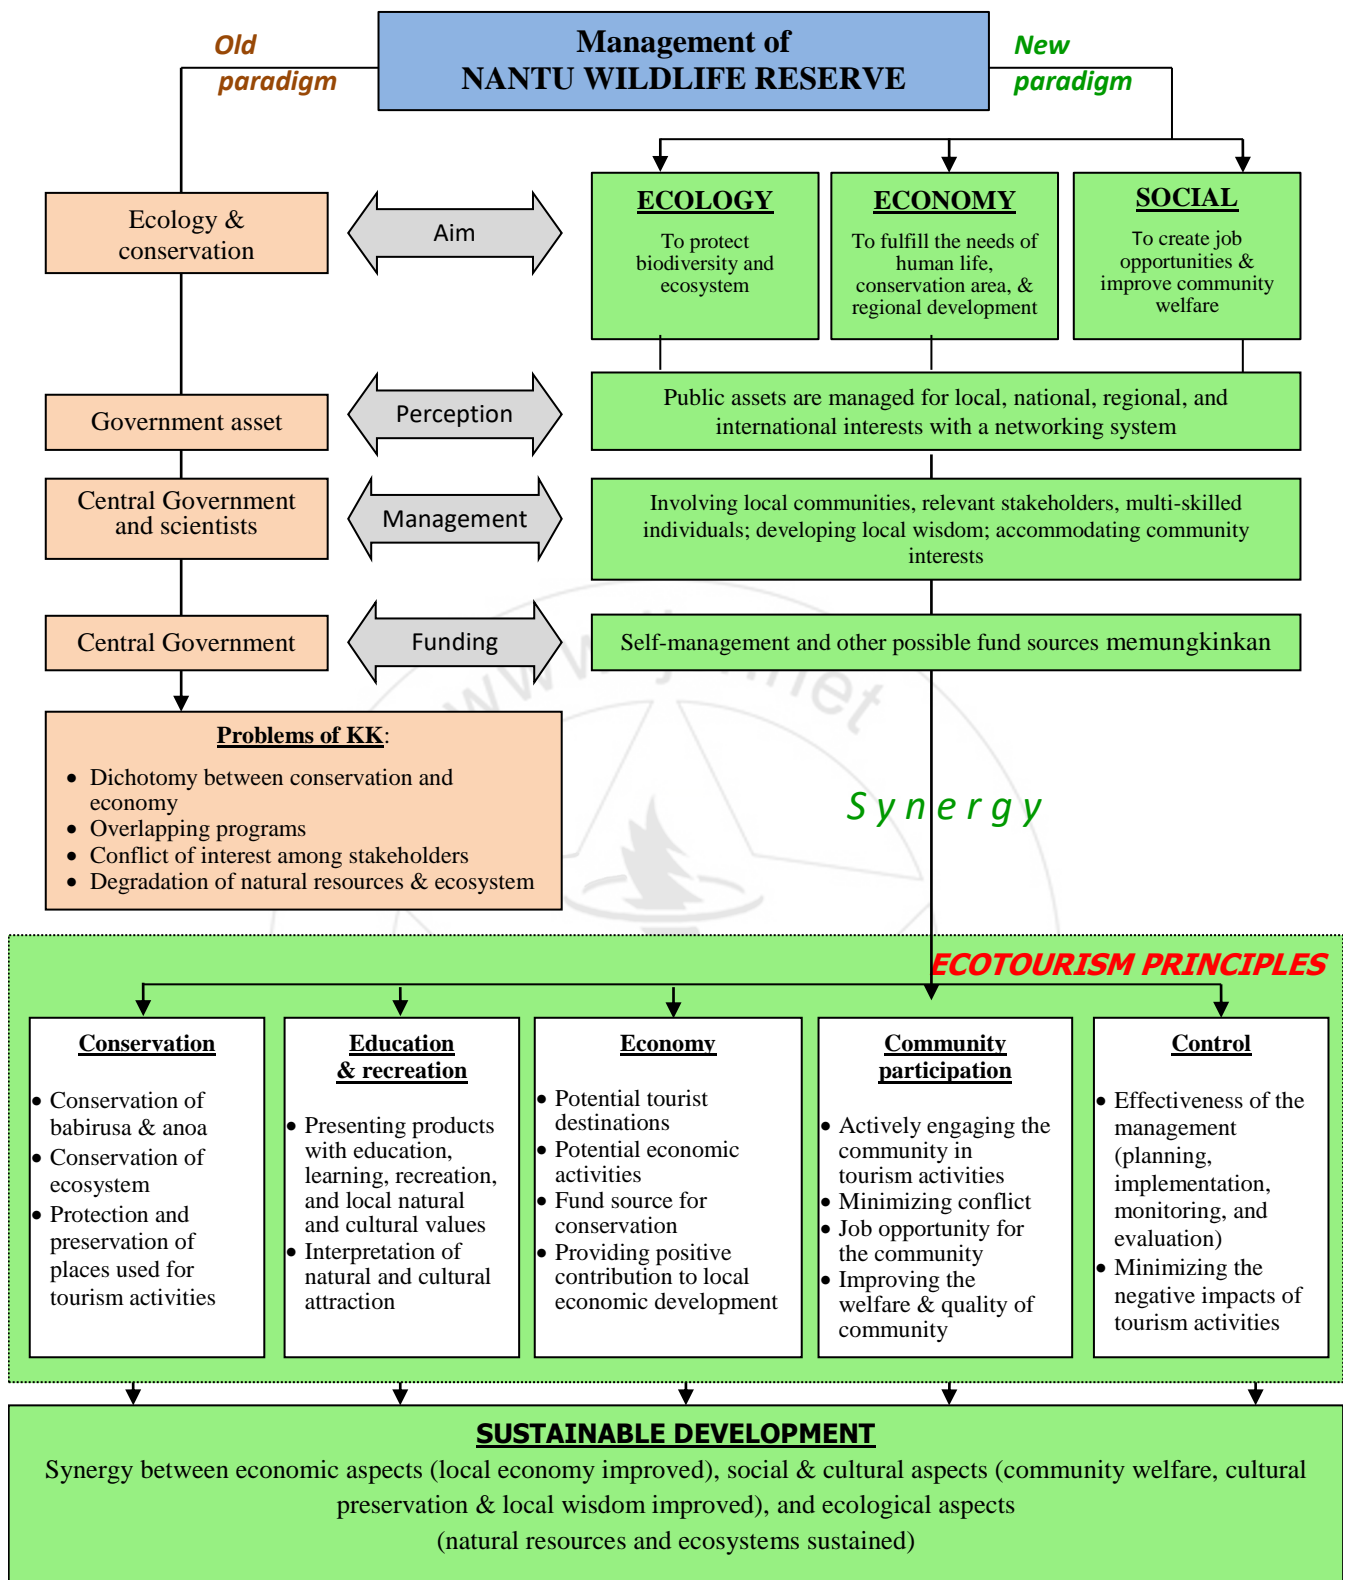 Old
paradigm
Management of
NANTU WILDLIFE RESERVE
New
paradigm
Ecology &
conservation
Aim
ECOLOGY
To protect
biodiversity and
ecosystem
ECONOMY
To fulfill the needs of
human life,
conservation area, &
regional development
SOCIAL
To create job
opportunities &
improve community
welfare
Government asset
Perception
Public assets are managed for local, national, regional, and
international interests with a networking system
Central Government
and scientists
Management
Involving local communities, relevant stakeholders, multi-skilled
individuals; developing local wisdom; accommodating community
interests
Central Government
Funding
Self-management and other possible fund sources memungkinkan
Problems of KK:
• Dichotomy between conservation and
economy
• Overlapping programs
• Conflict of interest among stakeholders
• Degradation of natural resources & ecosystem
Synergy
ECOTOURISM PRINCIPLES
Conservation
• Conservation of
babirusa & anoa
• Conservation of
ecosystem
• Protection and
preservation of
places used for
tourism activities
Education
& recreation
• Presenting products
with education,
learning, recreation,
and local natural
and cultural values
• Interpretation of
natural and cultural
attraction
Economy
• Potential tourist
destinations
• Potential economic
activities
• Fund source for
conservation
• Providing positive
contribution to local
economic development
Community
participation
• Actively engaging the
community in
tourism activities
• Minimizing conflict
• Job opportunity for
the community
• Improving the
welfare & quality of
community
Control
• Effectiveness of the
management
(planning,
implementation,
monitoring, and
evaluation)
• Minimizing the
negative impacts of
tourism activities
SUSTAINABLE DEVELOPMENT
Synergy between economic aspects (local economy improved), social & cultural aspects (community welfare, cultural
preservation & local wisdom improved), and ecological aspects
(natural resources and ecosystems sustained)